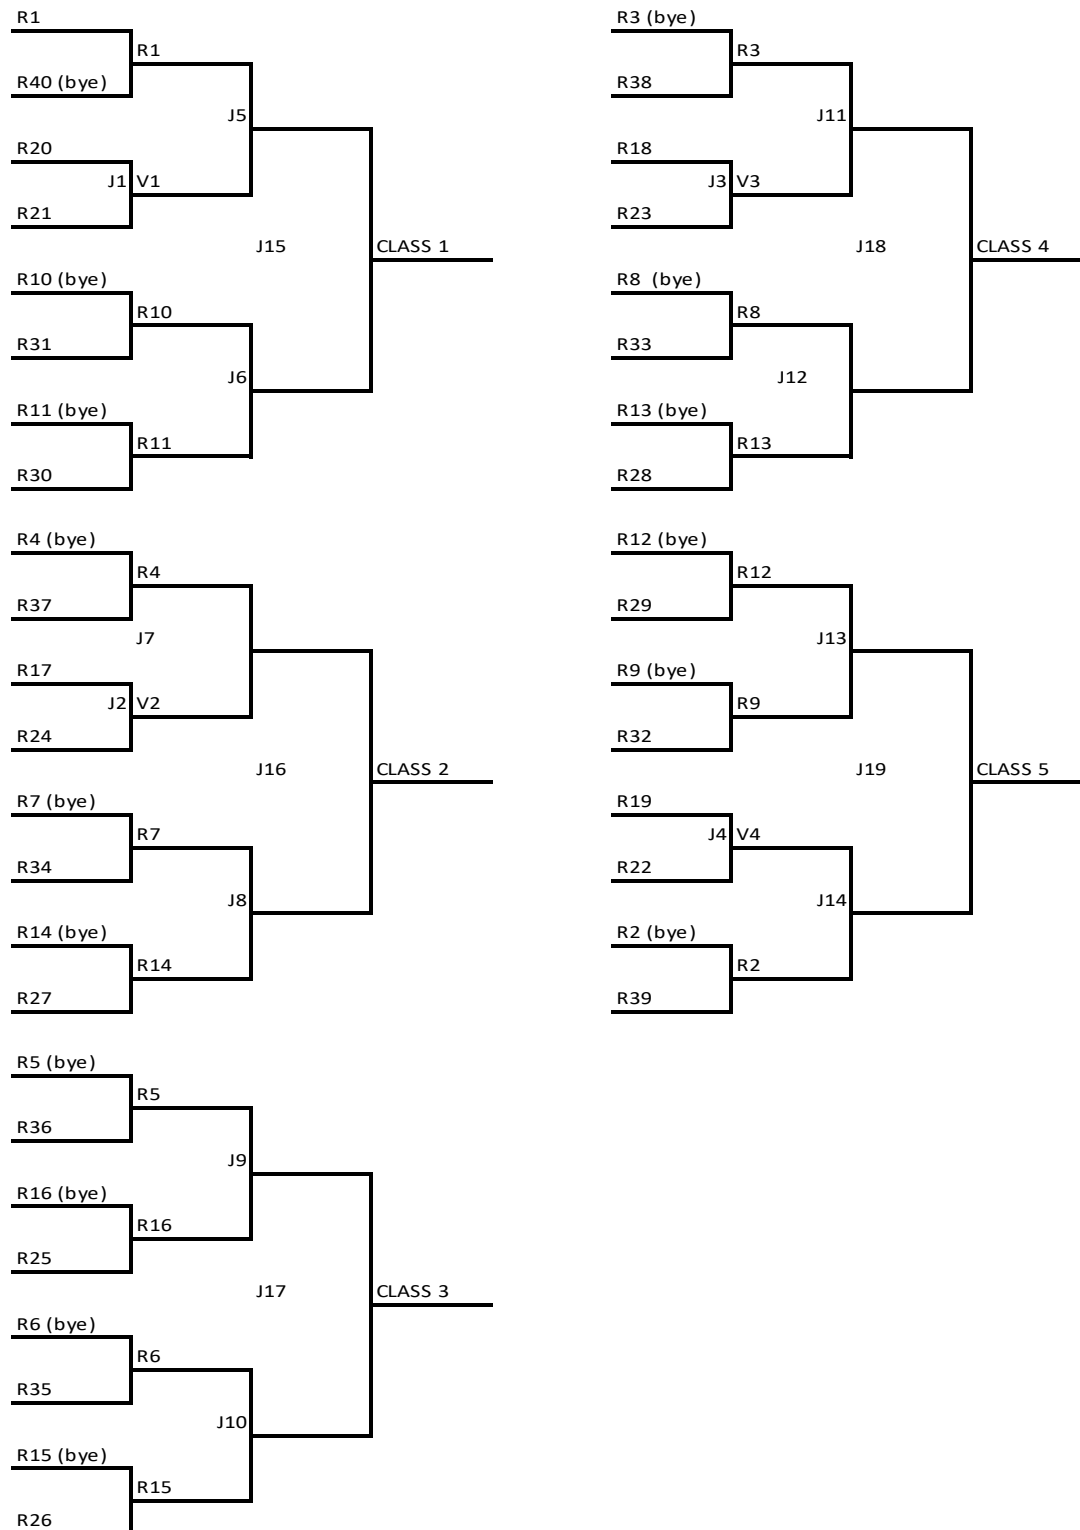 R1
R1
R40 (bye)
J5
R20
J1 V1
R21
J15
CLASS 1
R10 (bye)
R10
R31
J6
R11 (bye)
R11
R30
R4 (bye)
R4
R37
J7
R17
J2 V2
R24
J16
CLASS 2
R7 (bye)
R7
R34
J8
R14 (bye)
R14
R27
R5 (bye)
R5
R36
J9
R16 (bye)
R16
R25
J17
CLASS 3
R6 (bye)
R6
R35
J10
R15 (bye)
R15
R26
R3 (bye)
R3
R38
J11
R18
J3 V3
R23
J18
CLASS 4
R8 (bye)
R8
R33
J12
R13 (bye)
R13
R28
R12 (bye)
R12
R29
J13
R9 (bye)
R9
R32
J19
CLASS 5
R19
J4 V4
R22
J14
R2 (bye)
R2
R39